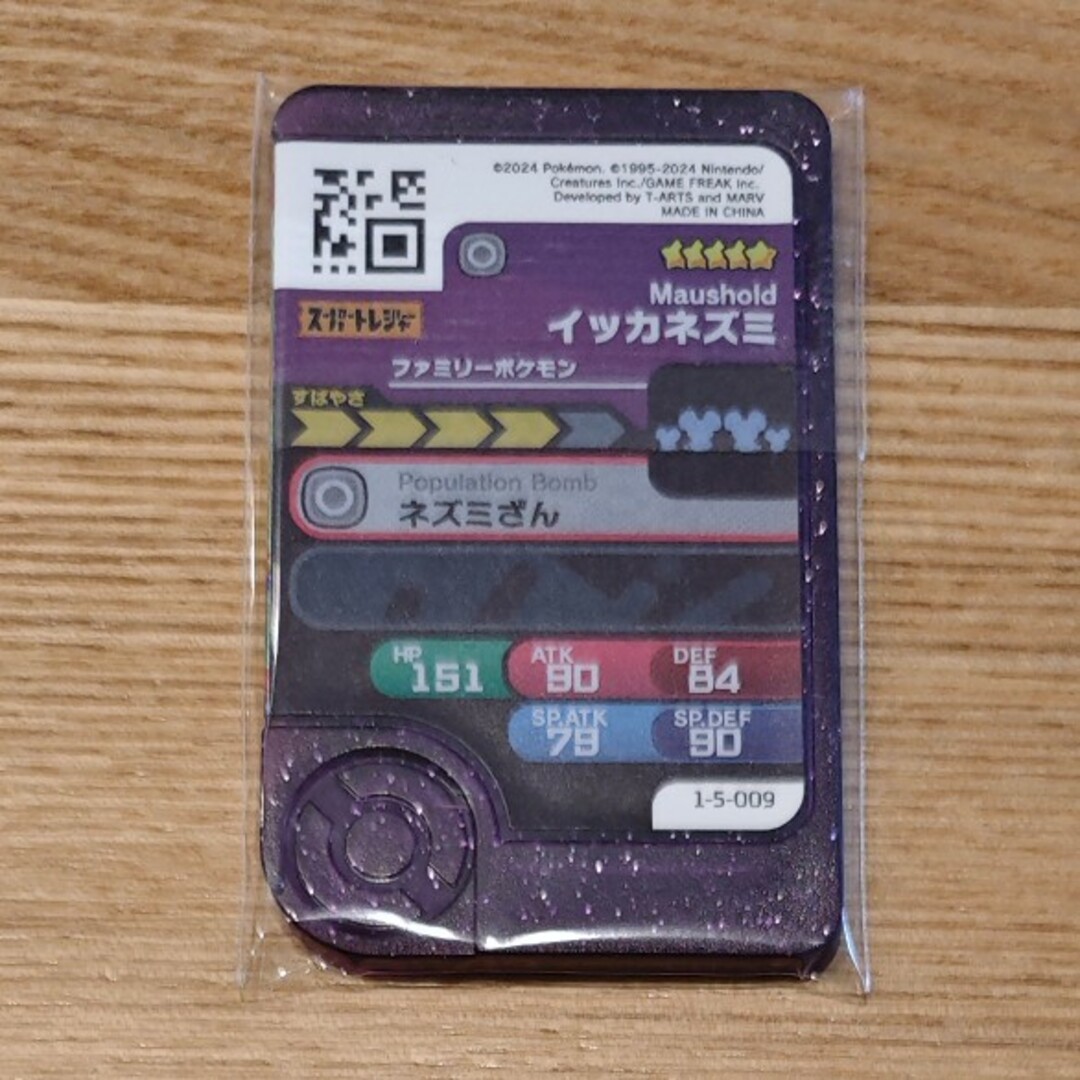 ©2024 Pokémon. ©1995-2024 Nintendo/
Creatures Inc./GAME FREAK inc.
Developed by T-ARTS and MARV
MADE IN CHINA
スーパートレジャー
Maushold
イッカネズミ
ファミリーポケモン
すばやさ
Population Bomb
ネズミざん
HP 151
ATK 90
DEF 84
SP.ATK 79
SP.DEF 90
1-5-009